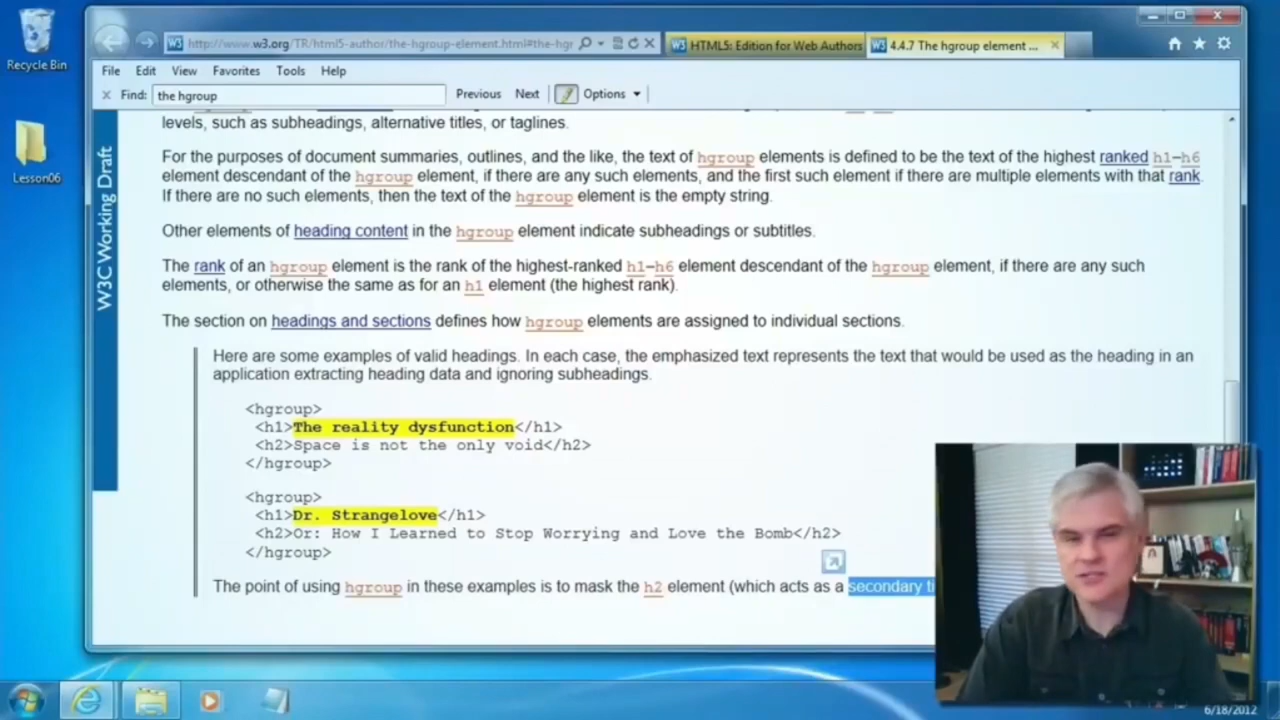 Recycle Bin
Lesson06
http://www.w3.org/TR/html5-author/the-hgroup-element.html#the-hgr
HTML5: Edition for Web Authors
4.4.7 The hgroup element ...
File Edit View Favorites Tools Help
Find: the hgroup Previous Next Options
W3C Working Draft
levels, such as subheadings, alternative titles, or taglines.
For the purposes of document summaries, outlines, and the like, the text of hgroup elements is defined to be the text of the highest ranked h1–h6
element descendant of the hgroup element, if there are any such elements, and the first such element if there are multiple elements with that rank.
If there are no such elements, then the text of the hgroup element is the empty string.
Other elements of heading content in the hgroup element indicate subheadings or subtitles.
The rank of an hgroup element is the rank of the highest-ranked h1–h6 element descendant of the hgroup element, if there are any such
elements, or otherwise the same as for an h1 element (the highest rank).
The section on headings and sections defines how hgroup elements are assigned to individual sections.
Here are some examples of valid headings. In each case, the emphasized text represents the text that would be used as the heading in an
application extracting heading data and ignoring subheadings.
<hgroup>
<h1>The reality dysfunction</h1>
<h2>Space is not the only void</h2>
</hgroup>
<hgroup>
<h1>Dr. Strangelove</h1>
<h2>Or: How I Learned to Stop Worrying and Love the Bomb</h2>
</hgroup>
The point of using hgroup in these examples is to mask the h2 element (which acts as a secondary ti
6/18/2012